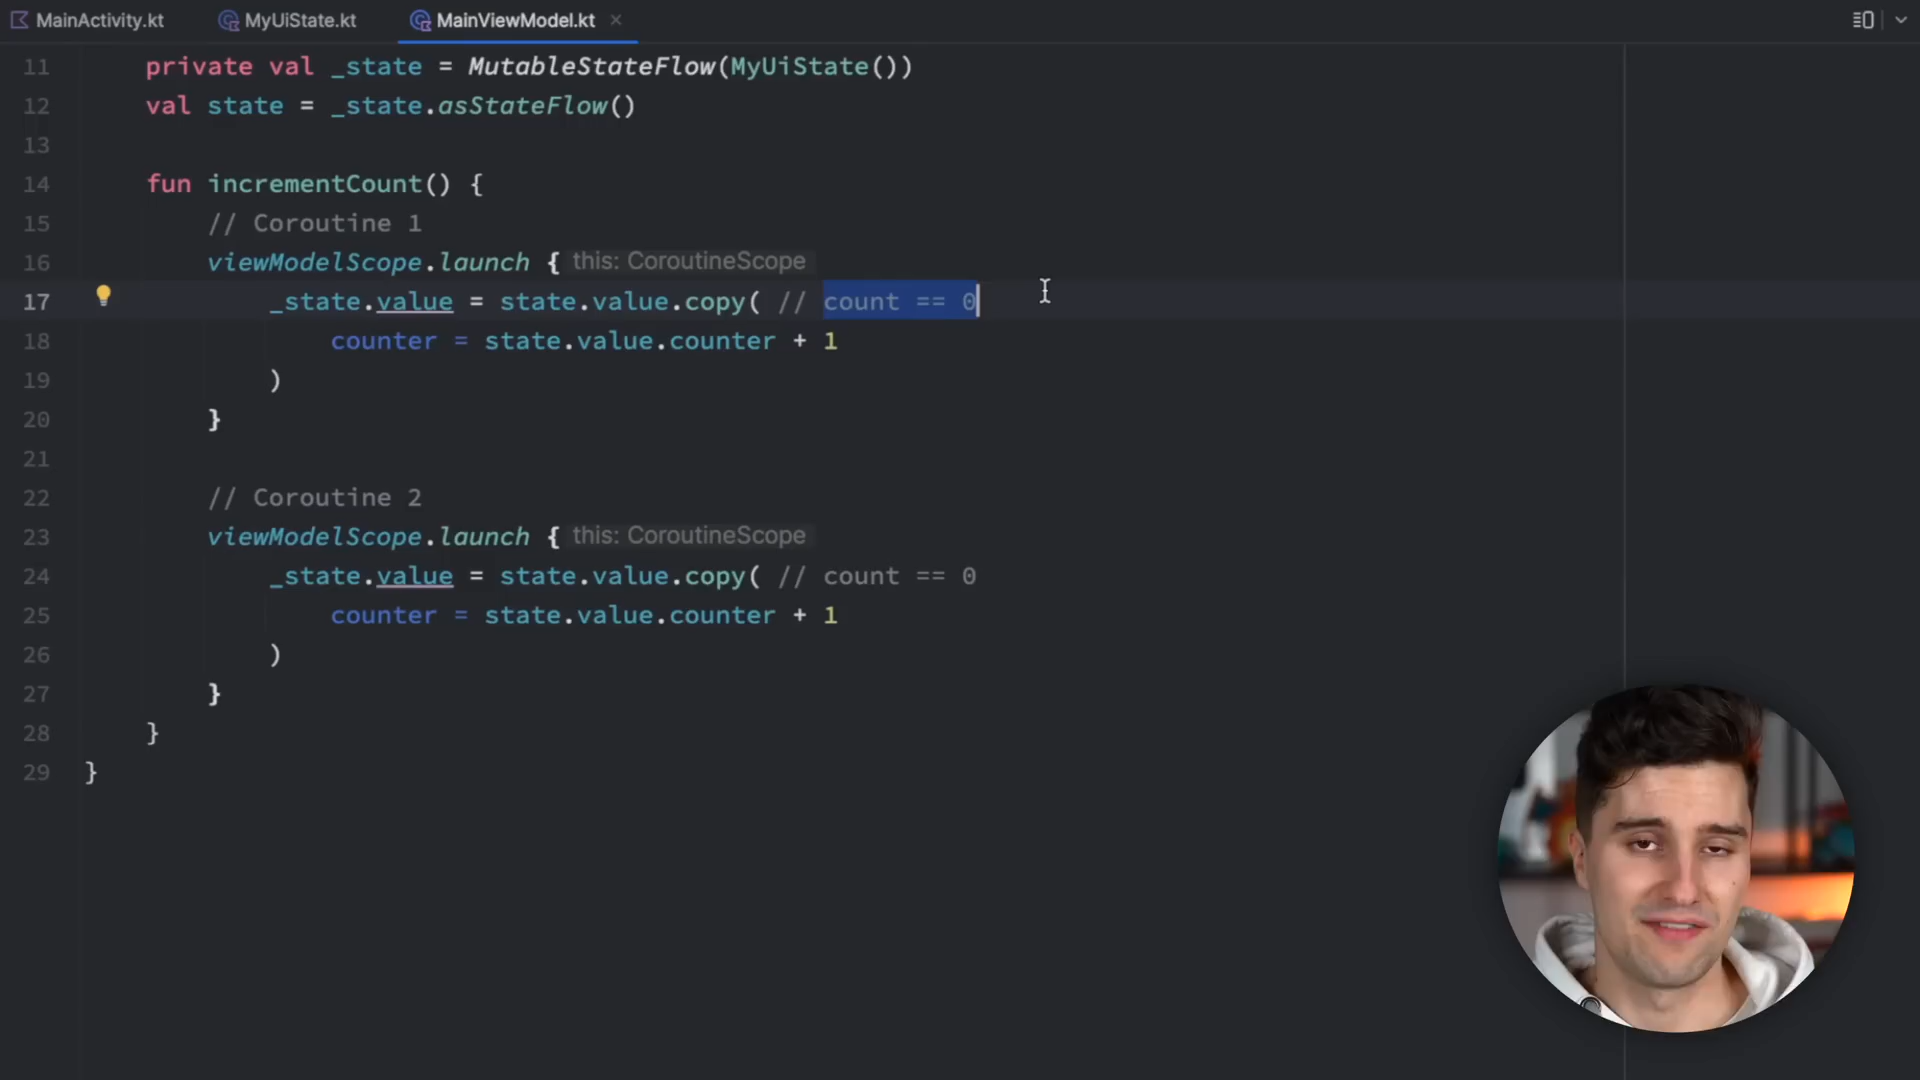 MainActivity.kt MyUiState.kt MainViewModel.kt
11 private val _state = MutableStateFlow(MyUiState())
12 val state = _state.asStateFlow()
13
14 fun incrementCount() {
15 // Coroutine 1
16 viewModelScope.launch { this: CoroutineScope
17 _state.value = state.value.copy( // count == 0
18 counter = state.value.counter + 1
19 )
20 }
21
22 // Coroutine 2
23 viewModelScope.launch { this: CoroutineScope
24 _state.value = state.value.copy( // count == 0
25 counter = state.value.counter + 1
26 )
27 }
28 }
29 }